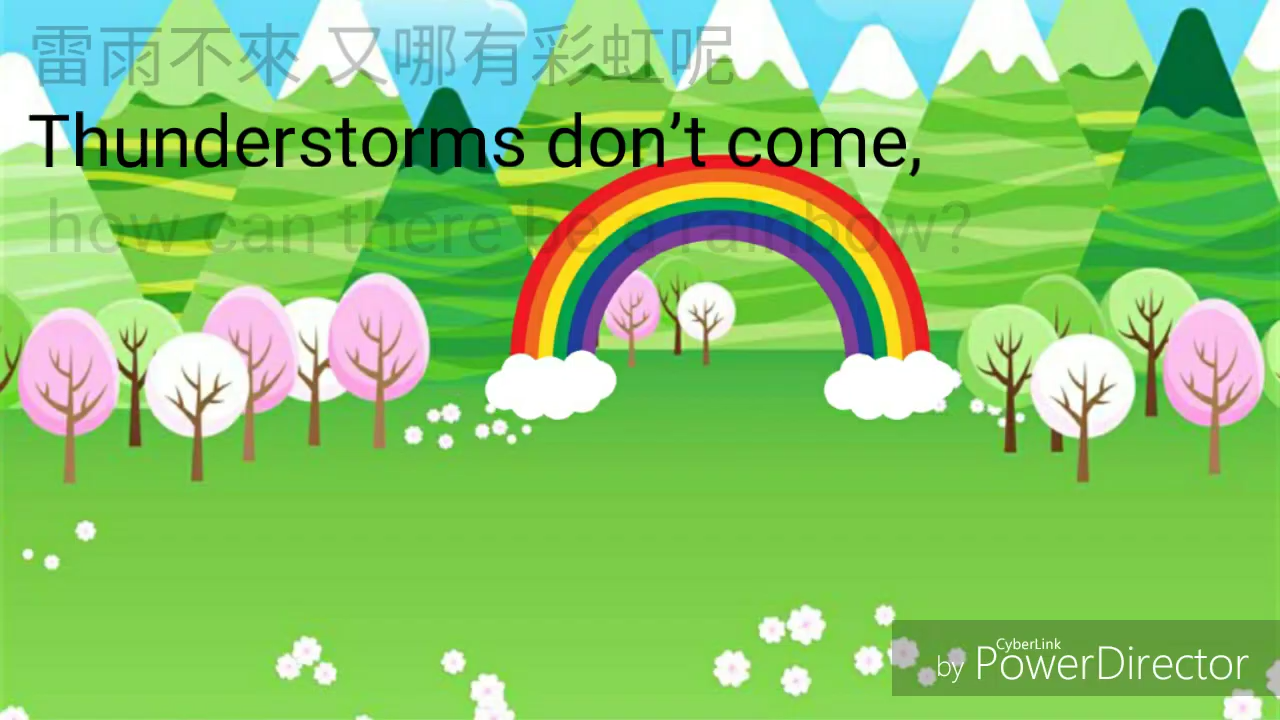 雷雨不來 又哪有彩虹呢
Thunderstorms don’t come,
how can there be a rainbow?
CyberLink
by PowerDirector